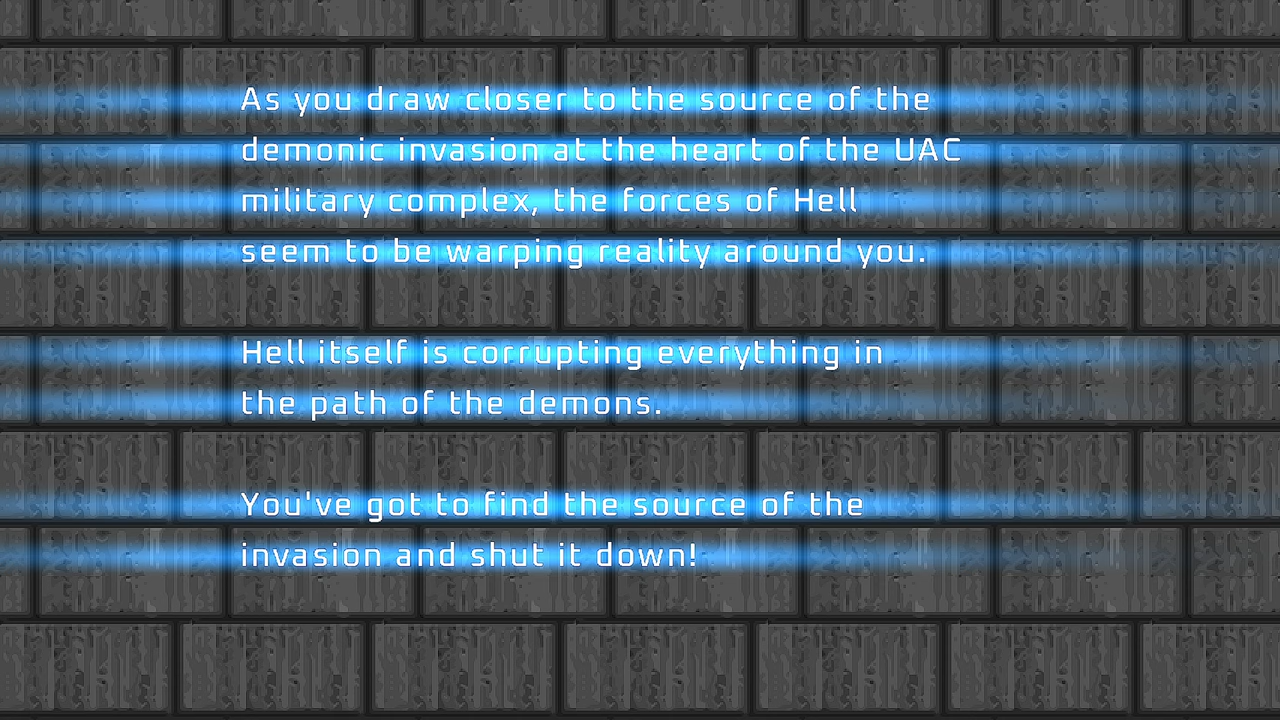 As you draw closer to the source of the
demonic invasion at the heart of the UAC
military complex, the forces of Hell
seem to be warping reality around you.
Hell itself is corrupting everything in
the path of the demons.
You've got to find the source of the
invasion and shut it down!